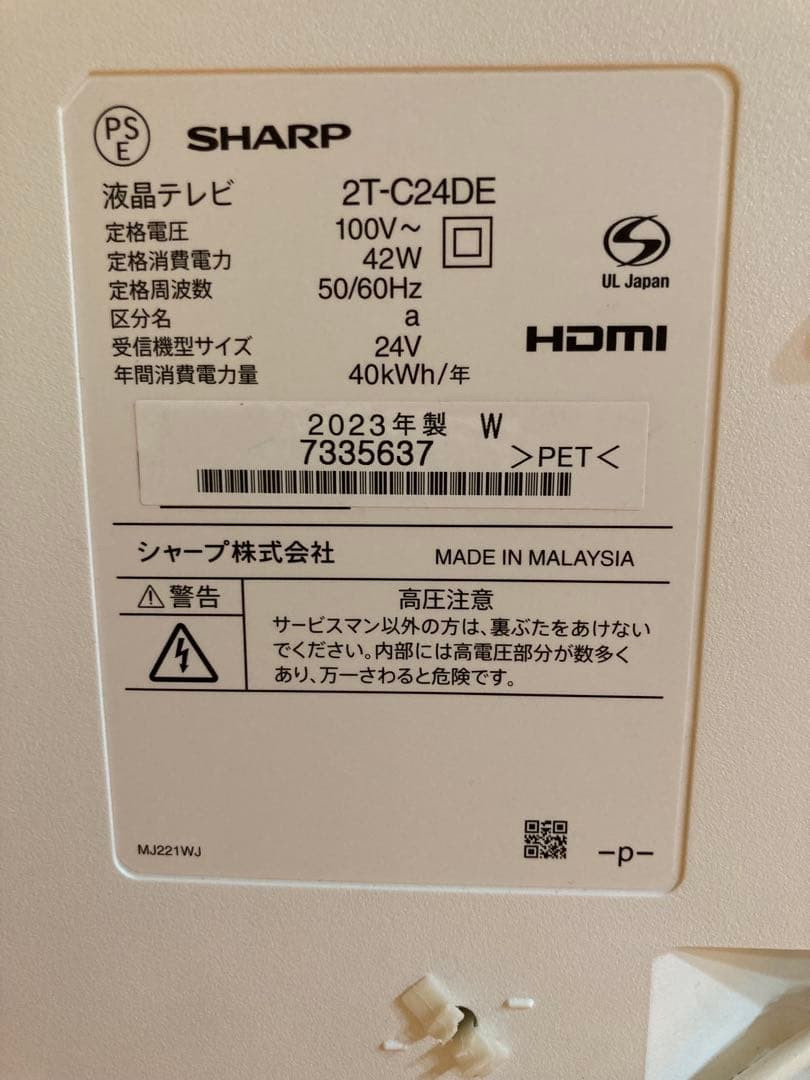 PS
E
SHARP
液晶テレビ 2T-C24DE
定格電圧 100V～
定格消費電力 42W
定格周波数 50/60Hz
区分名 a
受信機型サイズ 24V
年間消費電力量 40kWh/年
UL Japan
HDMI
2023年製 W
7335637 >PET<
シャープ株式会社 MADE IN MALAYSIA
⚠警告 高圧注意
サービスマン以外の方は、裏ぶたをあけない
でください。内部には高電圧部分が数多く
あり、万一さわると危険です。
MJ221WJ
-p-